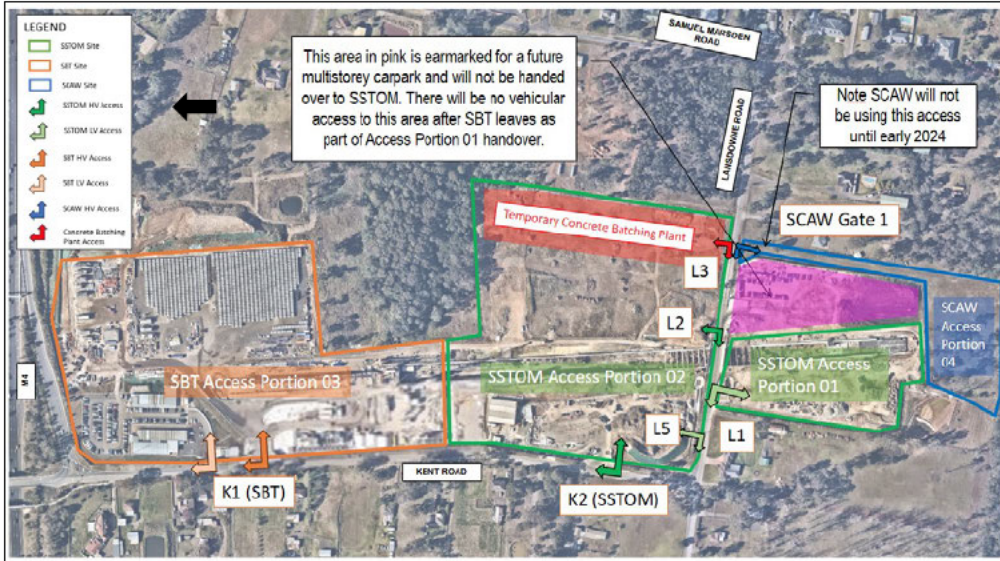 LEGEND
SSTOM Site
SBT Site
SCAW Site
SSTOM HV Access
SSTOM LV Access
SBT HV Access
SBT LV Access
SCAW HV Access
Concrete Batching
Plant Access
This area in pink is earmarked for a future
multistorey carpark and will not be handed
over to SSTOM. There will be no vehicular
access to this area after SBT leaves as
part of Access Portion 01 handover.
SAMUEL MARSDEN
ROAD
LANSDOWNE ROAD
Note SCAW will not
be using this access
until early 2024
Temporary Concrete Batching Plant
SCAW Gate 1
L3
L2
SCAW
Access
Portion
04
M4
SBT Access Portion 03
SSTOM Access Portion 02
SSTOM Access
Portion 01
L5
L1
KENT ROAD
K1 (SBT)
K2 (SSTOM)